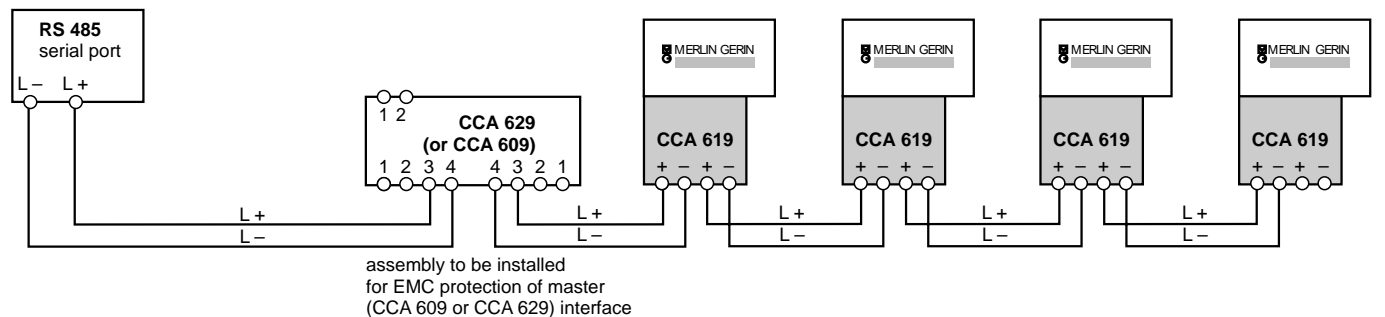 RS 485
serial port
L – L +
MERLIN GERIN
MERLIN GERIN
MERLIN GERIN
MERLIN GERIN
1 2
CCA 629
(or CCA 609)
1 2 3 4 4 3 2 1
CCA 619
+ – + –
CCA 619
+ – + –
CCA 619
+ – + –
CCA 619
+ – + –
L +
L –
L +
L –
L +
L –
L +
L –
L +
L –
assembly to be installed
for EMC protection of master
(CCA 609 or CCA 629) interface